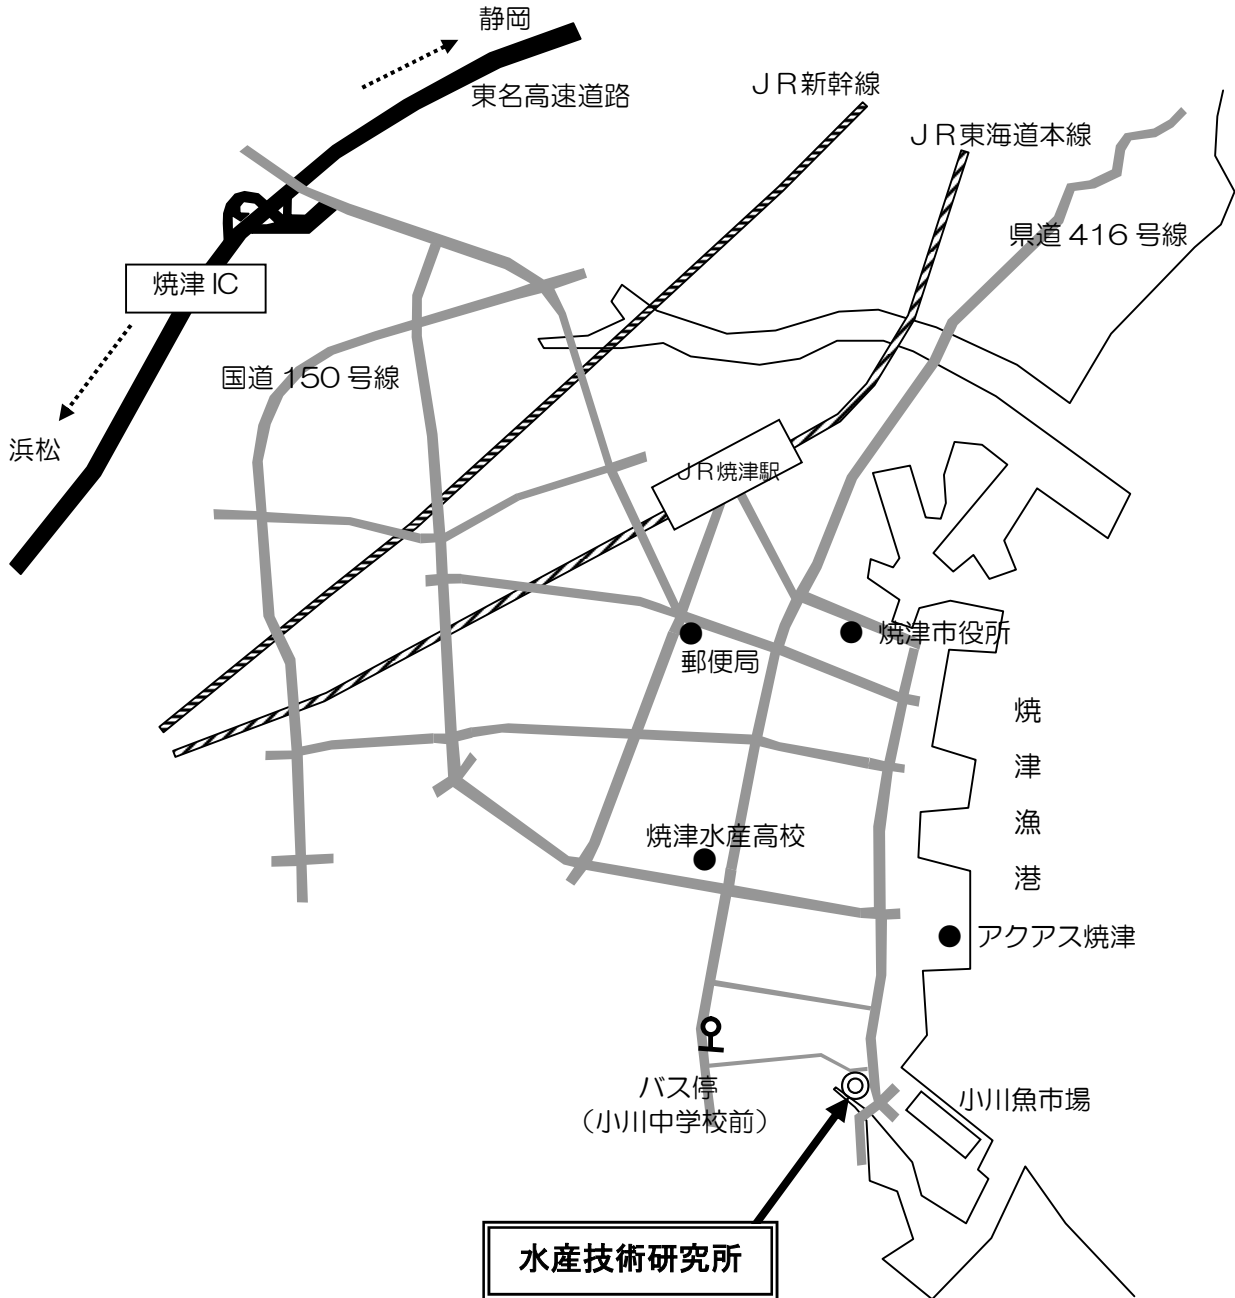 静岡
東名高速道路
ＪＲ新幹線
ＪＲ東海道本線
県道 416 号線
焼津 IC
国道 150 号線
浜松
ＪＲ焼津駅
焼津市役所
郵便局
焼津漁港
焼津水産高校
アクアス焼津
バス停
（小川中学校前）
小川魚市場
水産技術研究所